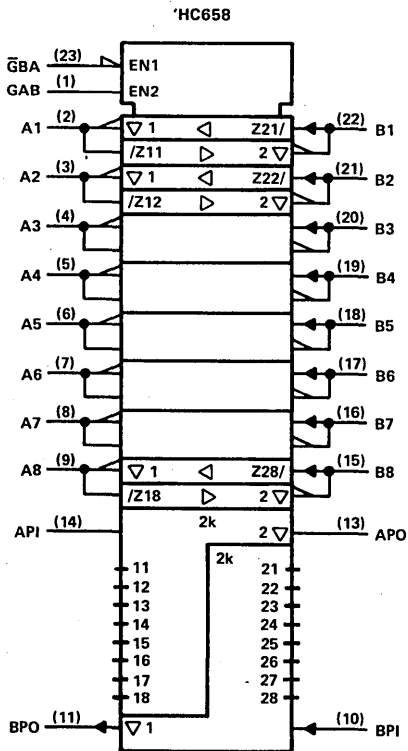 'HC658
G̅BA (23) EN1
GAB (1) EN2
A1 (2) ▽ 1 ◁ Z21/ (22) B1
/Z11 ▷ 2 ▽
A2 (3) ▽ 1 ◁ Z22/ (21) B2
/Z12 ▷ 2 ▽
A3 (4) (20) B3
A4 (5) (19) B4
A5 (6) (18) B5
A6 (7) (17) B6
A7 (8) (16) B7
A8 (9) ▽ 1 ◁ Z28/ (15) B8
/Z18 ▷ 2 ▽
2k
API (14) 2 ▽ (13) APO
2k
11 21
12 22
13 23
14 24
15 25
16 26
17 27
18 28
BPO (11) ▽ 1 (10) BPI